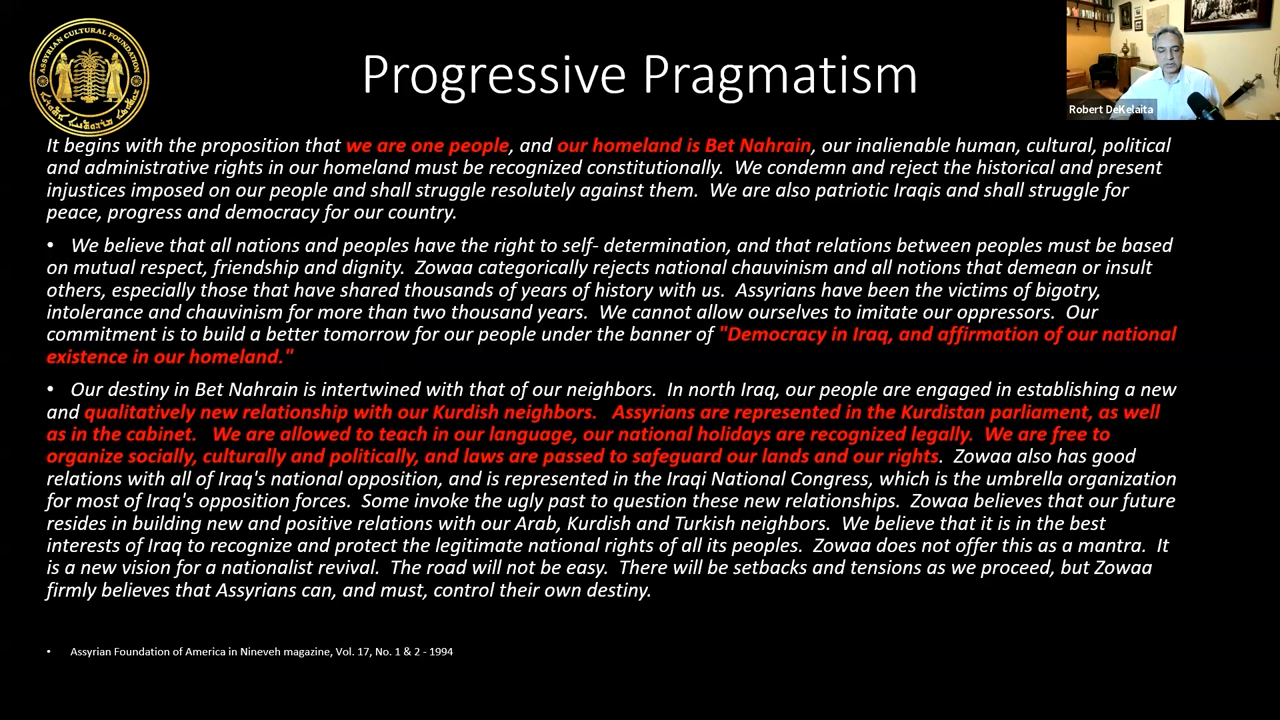 ASSYRIAN CULTURAL FOUNDATION
Progressive Pragmatism
Robert DeKelaita
It begins with the proposition that we are one people, and our homeland is Bet Nahrain, our inalienable human, cultural, political
and administrative rights in our homeland must be recognized constitutionally.  We condemn and reject the historical and present
injustices imposed on our people and shall struggle resolutely against them.  We are also patriotic Iraqis and shall struggle for
peace, progress and democracy for our country.
• We believe that all nations and peoples have the right to self- determination, and that relations between peoples must be based
on mutual respect, friendship and dignity.  Zowaa categorically rejects national chauvinism and all notions that demean or insult
others, especially those that have shared thousands of years of history with us.  Assyrians have been the victims of bigotry,
intolerance and chauvinism for more than two thousand years.  We cannot allow ourselves to imitate our oppressors.  Our
commitment is to build a better tomorrow for our people under the banner of "Democracy in Iraq, and affirmation of our national
existence in our homeland."
• Our destiny in Bet Nahrain is intertwined with that of our neighbors.  In north Iraq, our people are engaged in establishing a new
and qualitatively new relationship with our Kurdish neighbors.   Assyrians are represented in the Kurdistan parliament, as well
as in the cabinet.   We are allowed to teach in our language, our national holidays are recognized legally.  We are free to
organize socially, culturally and politically, and laws are passed to safeguard our lands and our rights.  Zowaa also has good
relations with all of Iraq's national opposition, and is represented in the Iraqi National Congress, which is the umbrella organization
for most of Iraq's opposition forces.  Some invoke the ugly past to question these new relationships.  Zowaa believes that our future
resides in building new and positive relations with our Arab, Kurdish and Turkish neighbors.  We believe that it is in the best
interests of Iraq to recognize and protect the legitimate national rights of all its peoples.  Zowaa does not offer this as a mantra.  It
is a new vision for a nationalist revival.  The road will not be easy.  There will be setbacks and tensions as we proceed, but Zowaa
firmly believes that Assyrians can, and must, control their own destiny.
• Assyrian Foundation of America in Nineveh magazine, Vol. 17, No. 1 & 2 - 1994